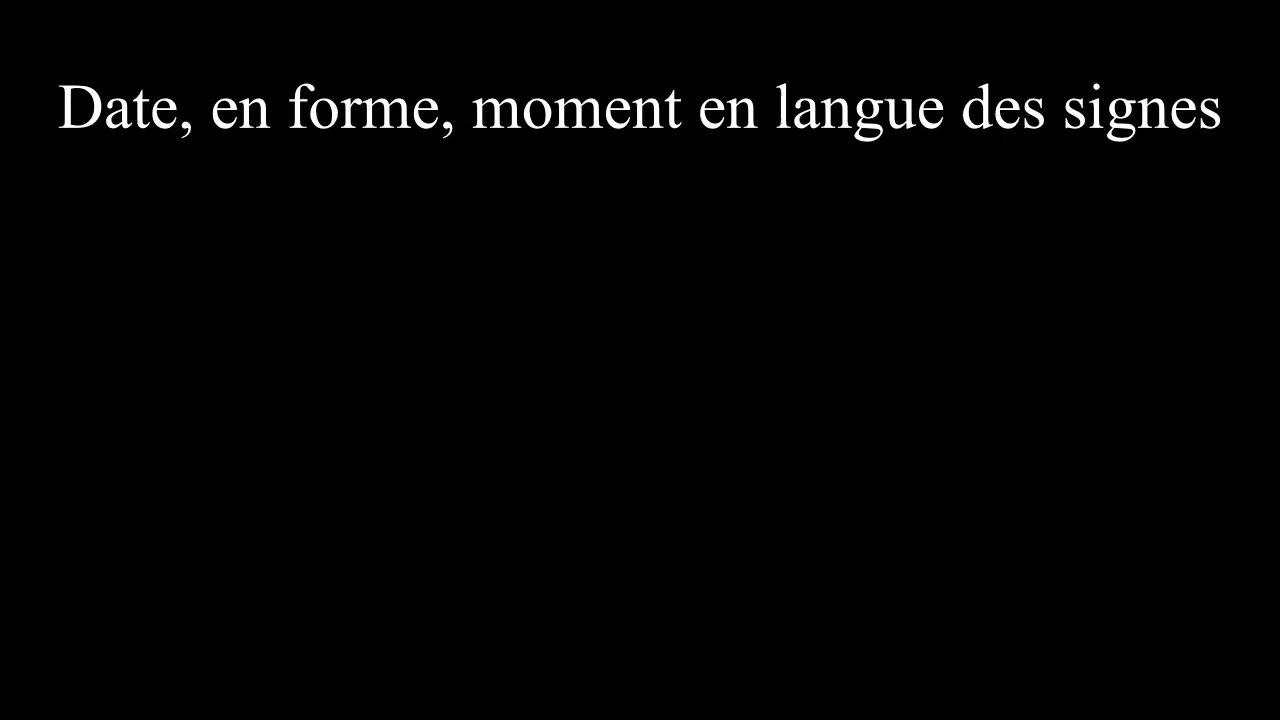 Date, en forme, moment en langue des signes